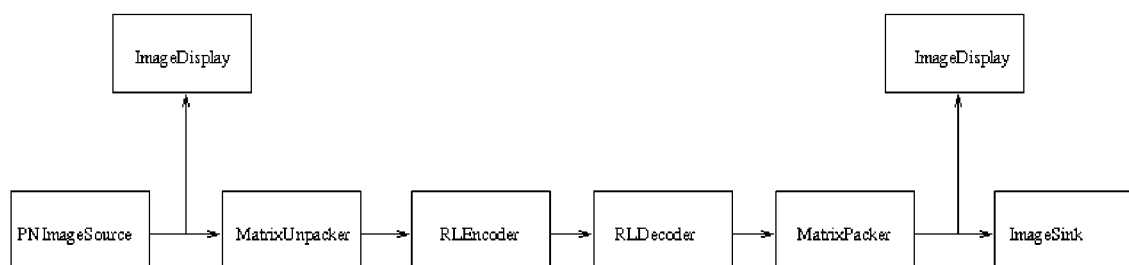 ImageDisplay
ImageDisplay
PNImageSource
MatrixUnpacker
RLEncoder
RLDecoder
MatrixPacker
ImageSink